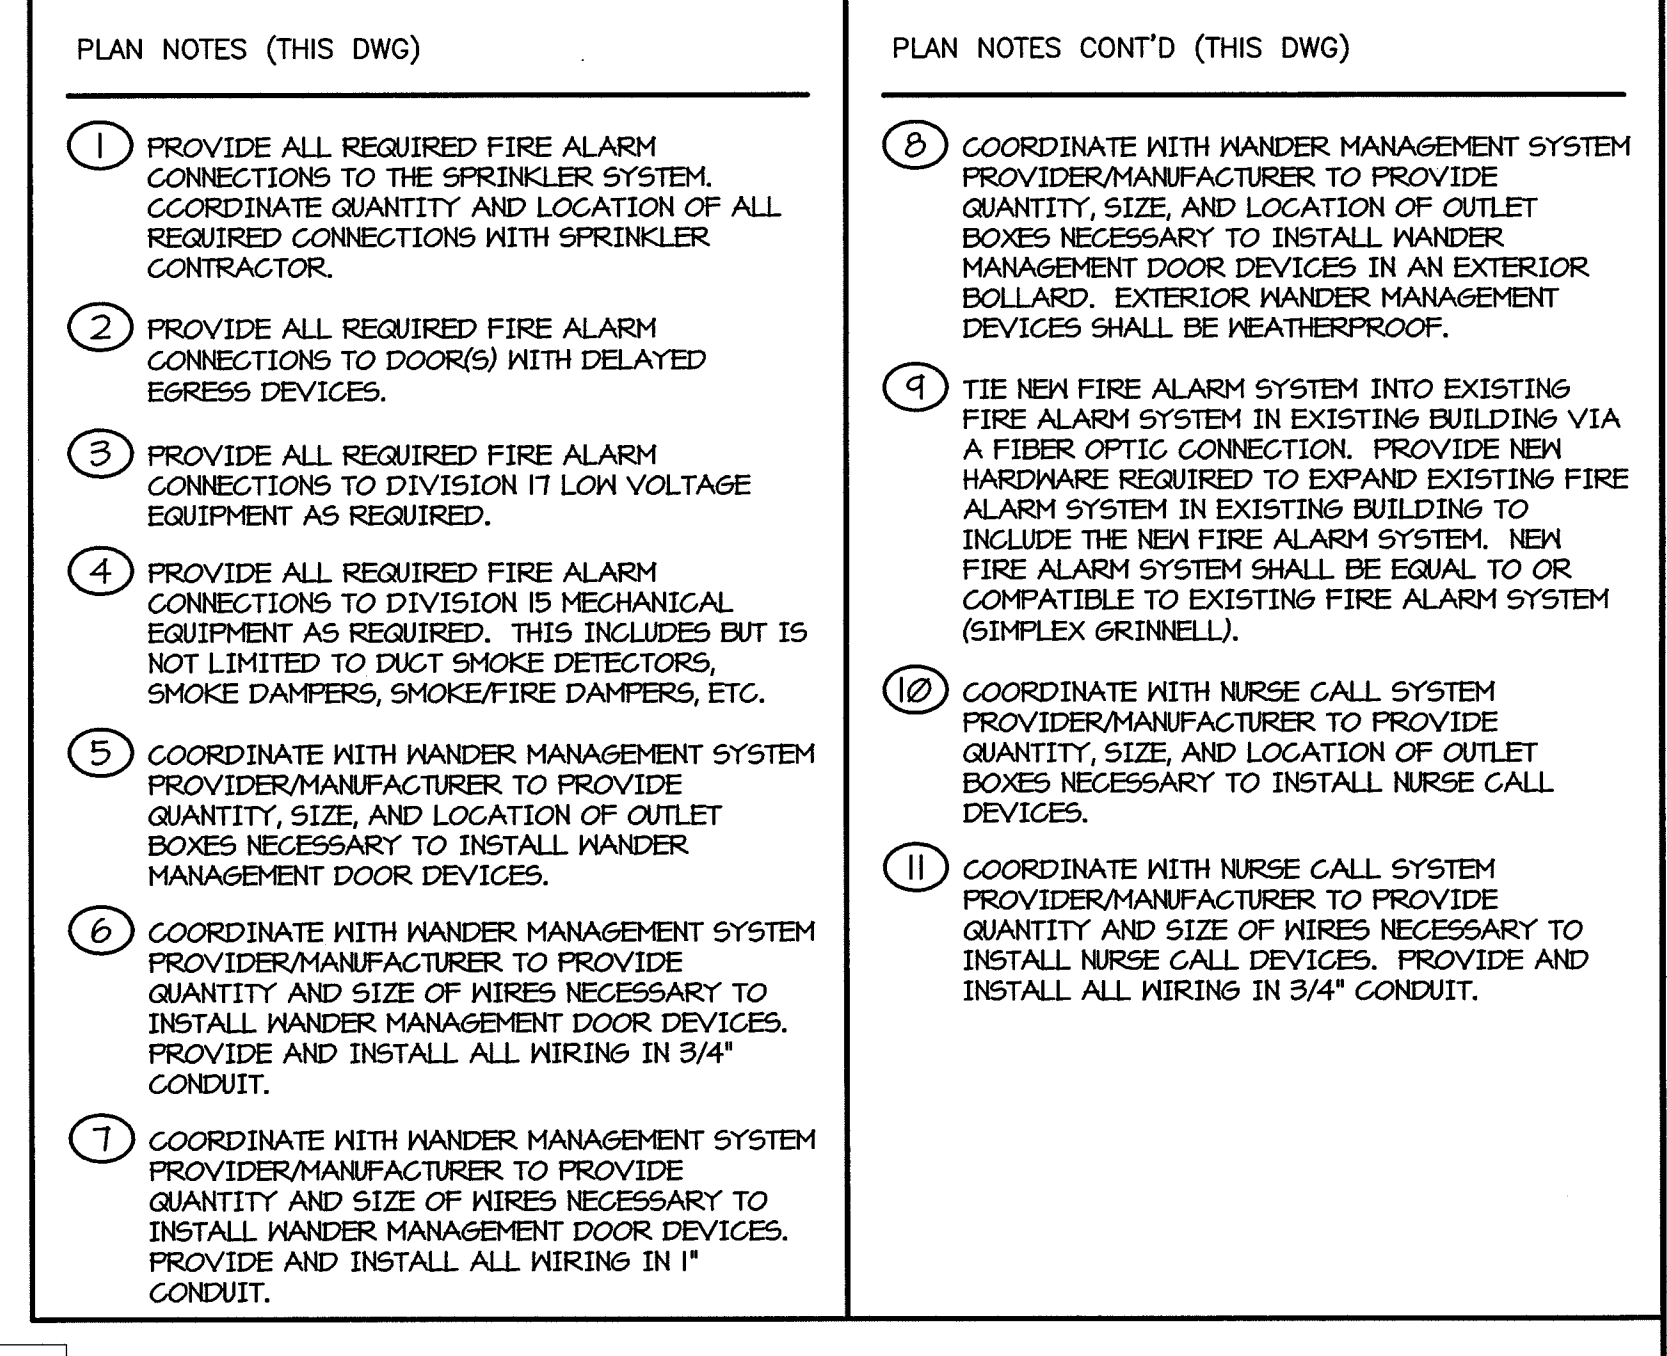 PLAN NOTES (THIS DWG)
1 PROVIDE ALL REQUIRED FIRE ALARM
CONNECTIONS TO THE SPRINKLER SYSTEM.
CCORDINATE QUANTITY AND LOCATION OF ALL
REQUIRED CONNECTIONS WITH SPRINKLER
CONTRACTOR.
2 PROVIDE ALL REQUIRED FIRE ALARM
CONNECTIONS TO DOOR(S) WITH DELAYED
EGRESS DEVICES.
3 PROVIDE ALL REQUIRED FIRE ALARM
CONNECTIONS TO DIVISION 17 LOW VOLTAGE
EQUIPMENT AS REQUIRED.
4 PROVIDE ALL REQUIRED FIRE ALARM
CONNECTIONS TO DIVISION 15 MECHANICAL
EQUIPMENT AS REQUIRED. THIS INCLUDES BUT IS
NOT LIMITED TO DUCT SMOKE DETECTORS,
SMOKE DAMPERS, SMOKE/FIRE DAMPERS, ETC.
5 COORDINATE WITH WANDER MANAGEMENT SYSTEM
PROVIDER/MANUFACTURER TO PROVIDE
QUANTITY, SIZE, AND LOCATION OF OUTLET
BOXES NECESSARY TO INSTALL WANDER
MANAGEMENT DOOR DEVICES.
6 COORDINATE WITH WANDER MANAGEMENT SYSTEM
PROVIDER/MANUFACTURER TO PROVIDE
QUANTITY AND SIZE OF WIRES NECESSARY TO
INSTALL WANDER MANAGEMENT DOOR DEVICES.
PROVIDE AND INSTALL ALL WIRING IN 3/4"
CONDUIT.
7 COORDINATE WITH WANDER MANAGEMENT SYSTEM
PROVIDER/MANUFACTURER TO PROVIDE
QUANTITY AND SIZE OF WIRES NECESSARY TO
INSTALL WANDER MANAGEMENT DOOR DEVICES.
PROVIDE AND INSTALL ALL WIRING IN 1"
CONDUIT.
PLAN NOTES CONT'D (THIS DWG)
8 COORDINATE WITH WANDER MANAGEMENT SYSTEM
PROVIDER/MANUFACTURER TO PROVIDE
QUANTITY, SIZE, AND LOCATION OF OUTLET
BOXES NECESSARY TO INSTALL WANDER
MANAGEMENT DOOR DEVICES IN AN EXTERIOR
BOLLARD. EXTERIOR WANDER MANAGEMENT
DEVICES SHALL BE WEATHERPROOF.
9 TIE NEW FIRE ALARM SYSTEM INTO EXISTING
FIRE ALARM SYSTEM IN EXISTING BUILDING VIA
A FIBER OPTIC CONNECTION. PROVIDE NEW
HARDWARE REQUIRED TO EXPAND EXISTING FIRE
ALARM SYSTEM IN EXISTING BUILDING TO
INCLUDE THE NEW FIRE ALARM SYSTEM. NEW
FIRE ALARM SYSTEM SHALL BE EQUAL TO OR
COMPATIBLE TO EXISTING FIRE ALARM SYSTEM
(SIMPLEX GRINNELL).
10 COORDINATE WITH NURSE CALL SYSTEM
PROVIDER/MANUFACTURER TO PROVIDE
QUANTITY, SIZE, AND LOCATION OF OUTLET
BOXES NECESSARY TO INSTALL NURSE CALL
DEVICES.
11 COORDINATE WITH NURSE CALL SYSTEM
PROVIDER/MANUFACTURER TO PROVIDE
QUANTITY AND SIZE OF WIRES NECESSARY TO
INSTALL NURSE CALL DEVICES. PROVIDE AND
INSTALL ALL WIRING IN 3/4" CONDUIT.